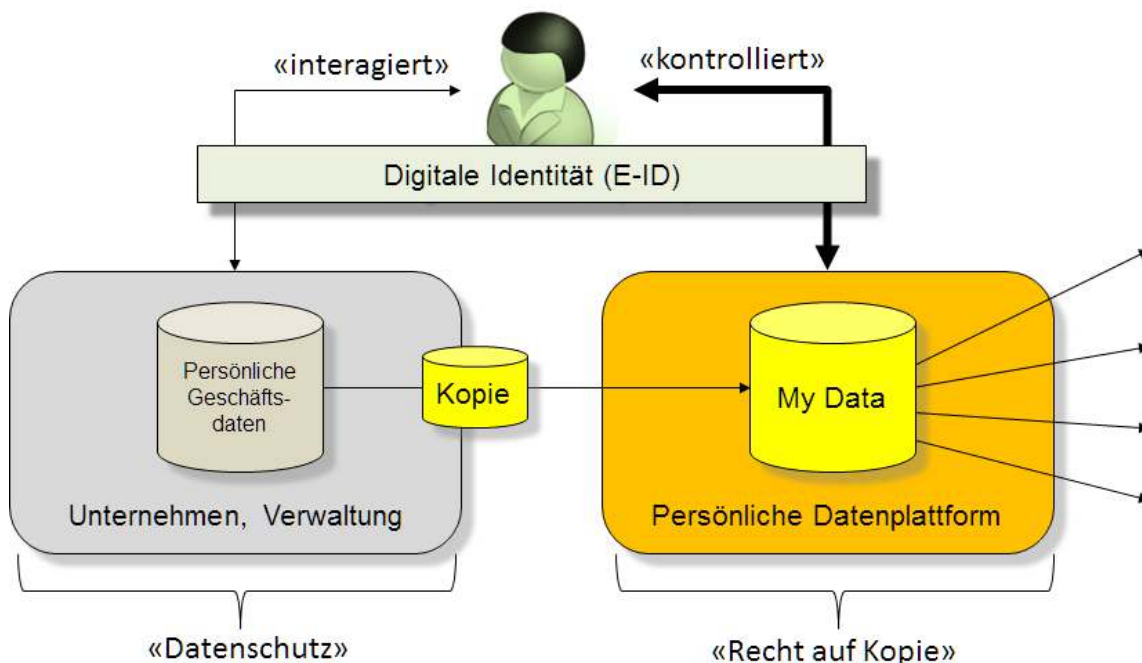 «interagiert»
«kontrolliert»
Digitale Identität (E-ID)
Persönliche
Geschäfts-
daten
Kopie
My Data
Unternehmen, Verwaltung
Persönliche Datenplattform
«Datenschutz»
«Recht auf Kopie»